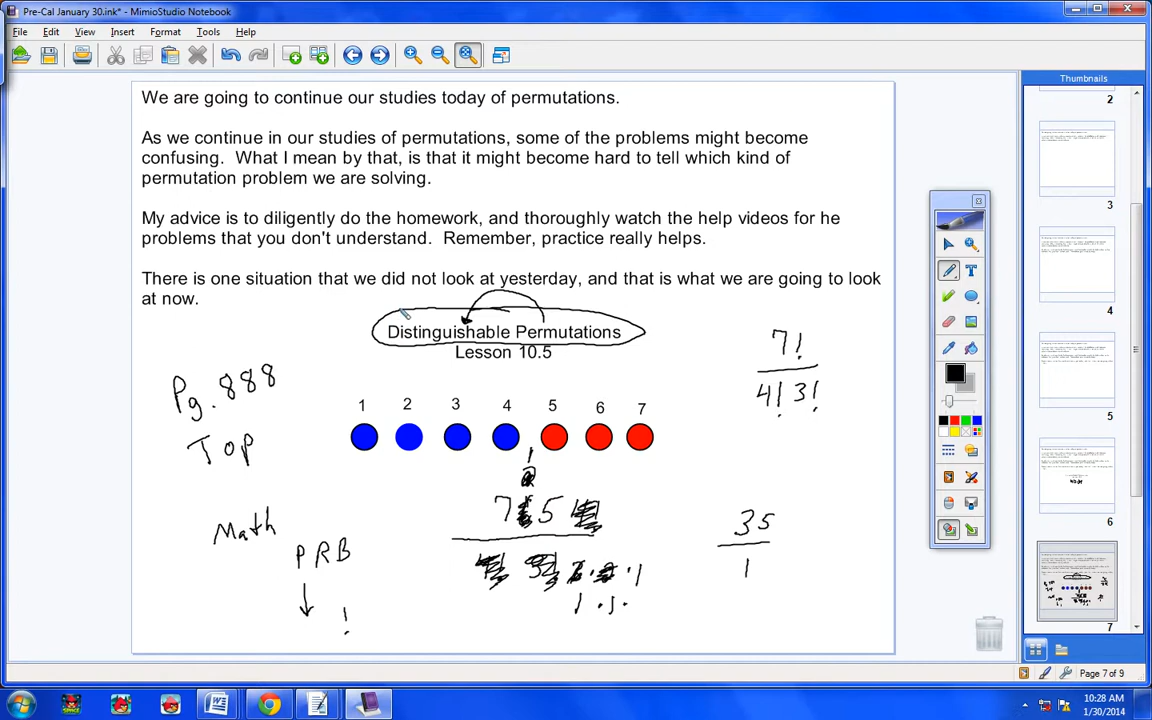 Pre-Cal January 30.ink* - MimioStudio Notebook
File Edit View Insert Format Tools Help
We are going to continue our studies today of permutations.
As we continue in our studies of permutations, some of the problems might become
confusing. What I mean by that, is that it might become hard to tell which kind of
permutation problem we are solving.
My advice is to diligently do the homework, and thoroughly watch the help videos for he
problems that you don't understand. Remember, practice really helps.
There is one situation that we did not look at yesterday, and that is what we are going to look
at now.
Distinguishable Permutations
Lesson 10.5
7!
4! 3!
Pg. 888
TOP
1 2 3 4 5 6 7
Math
PRB
!
7 5
35
1
Thumbnails
2
3
4
5
6
7
Page 7 of 9
10:28 AM
1/30/2014